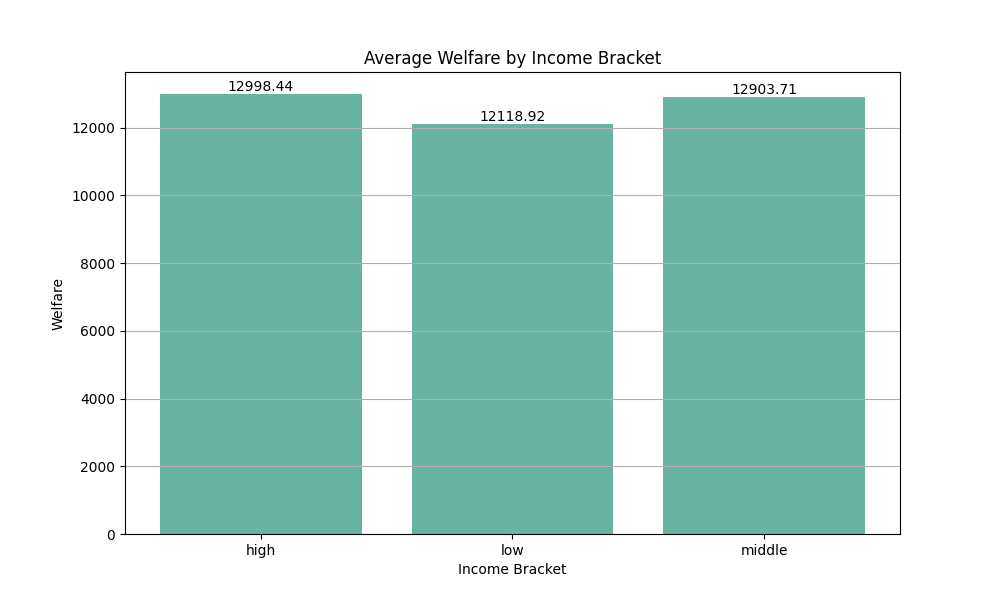 Average Welfare by Income Bracket
12998.44
12118.92
12903.71
Welfare
12000
10000
8000
6000
4000
2000
0
high
low
middle
Income Bracket